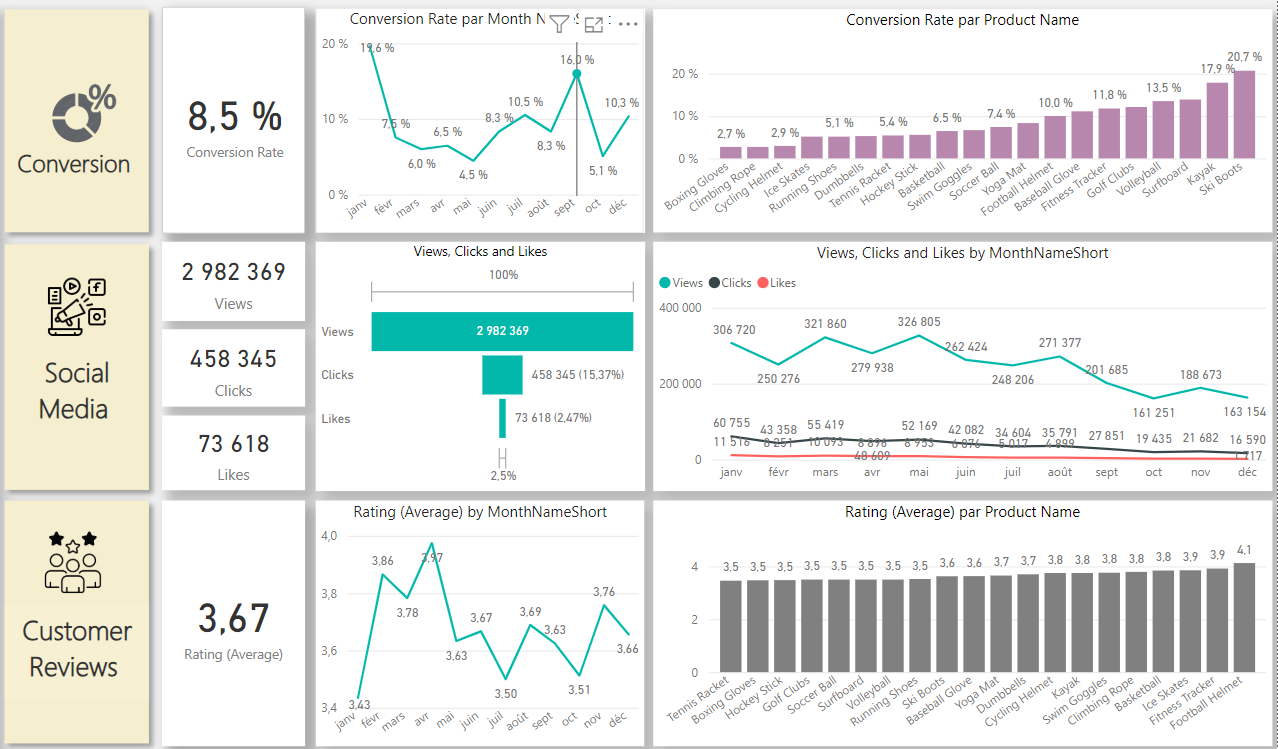 Conversion
8,5 %
Conversion Rate
Conversion Rate par Month
20 %
10 %
0 %
19,6 %
7,5 %
6.0 %
6.5 %
4.5 %
8,3 %
10,5 %
8.3 %
16,0 %
5.1 %
10,3 %
janv
févr
mars
avr
mai
juin
juil
août
sept
oct
déc
Conversion Rate par Product Name
20 %
10 %
0 %
2,7 %
2,9 %
5,1 %
5.4 %
6,5 %
7.4 %
10.0 %
11,8 %
13,5 %
17.9 %
20,7 %
Boxing Gloves
Climbing Rope
Cycling Helmet
Ice Skates
Running Shoes
Dumbbells
Tennis Racket
Hockey Stick
Basketball
Swim Goggles
Soccer Ball
Yoga Mat
Football Helmet
Baseball Glove
Fitness Tracker
Golf Clubs
Volleyball
Surfboard
Kayak
Ski Boots
Social
Media
2 982 369
Views
458 345
Clicks
73 618
Likes
Views, Clicks and Likes
100%
Views
2 982 369
Clicks
458 345 (15,37%)
Likes
73 618 (2,47%)
2,5%
Views, Clicks and Likes by MonthNameShort
Views Clicks Likes
400 000
200 000
0
306 720
250 276
321 860
279 938
326 805
262 424
248 206
271 377
201 685
161 251
188 673
163 154
60 755
43 358
55 419
48 609
52 169
42 082
34 604
35 791
27 851
19 435
21 682
16 590
11 516
8 251
10 093
8 898
8 953
6 876
5 017
4 899
janv
févr
mars
avr
mai
juin
juil
août
sept
oct
nov
déc
Customer
Reviews
3,67
Rating (Average)
Rating (Average) by MonthNameShort
4,0
3,8
3,6
3,4
3,43
3,86
3,78
3,97
3,63
3,67
3,50
3,69
3,63
3,51
3,76
3,66
janv
févr
mars
avr
mai
juin
juil
août
sept
oct
nov
déc
Rating (Average) par Product Name
4
2
0
3,5
3,5
3,5
3,5
3,5
3,5
3,5
3,5
3,6
3,6
3,7
3,7
3,8
3,8
3,8
3,8
3,8
3,9
3,9
4,1
Tennis Racket
Boxing Gloves
Hockey Stick
Golf Clubs
Soccer Ball
Surfboard
Volleyball
Running Shoes
Ski Boots
Baseball Glove
Yoga Mat
Dumbbells
Cycling Helmet
Kayak
Swim Goggles
Climbing Rope
Basketball
Ice Skates
Fitness Tracker
Football Helmet